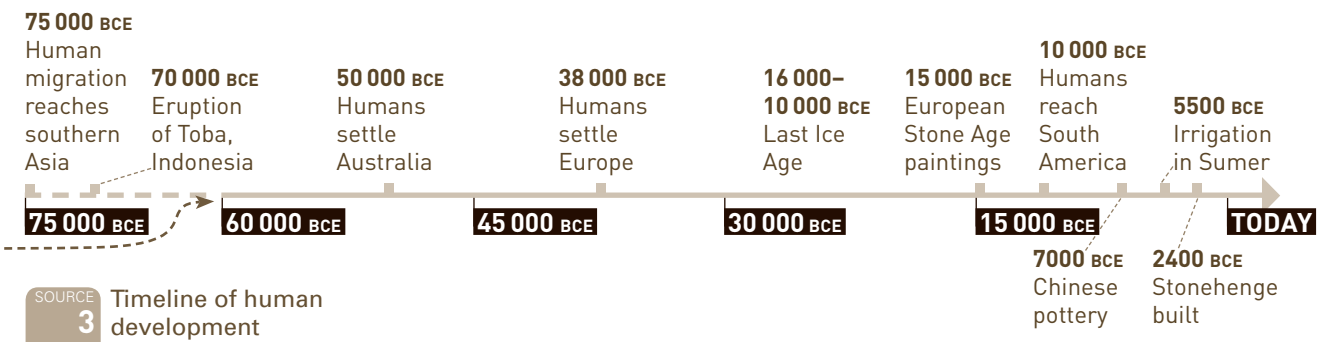 75 000 BCE
Human
migration
reaches
southern
Asia
70 000 BCE
Eruption
of Toba,
Indonesia
50 000 BCE
Humans
settle
Australia
38 000 BCE
Humans
settle
Europe
16 000–
10 000 BCE
Last Ice
Age
15 000 BCE
European
Stone Age
paintings
10 000 BCE
Humans
reach
South
America
5500 BCE
Irrigation
in Sumer
75 000 BCE
60 000 BCE
45 000 BCE
30 000 BCE
15 000 BCE
TODAY
7000 BCE
Chinese
pottery
2400 BCE
Stonehenge
built
SOURCE
3
Timeline of human
development